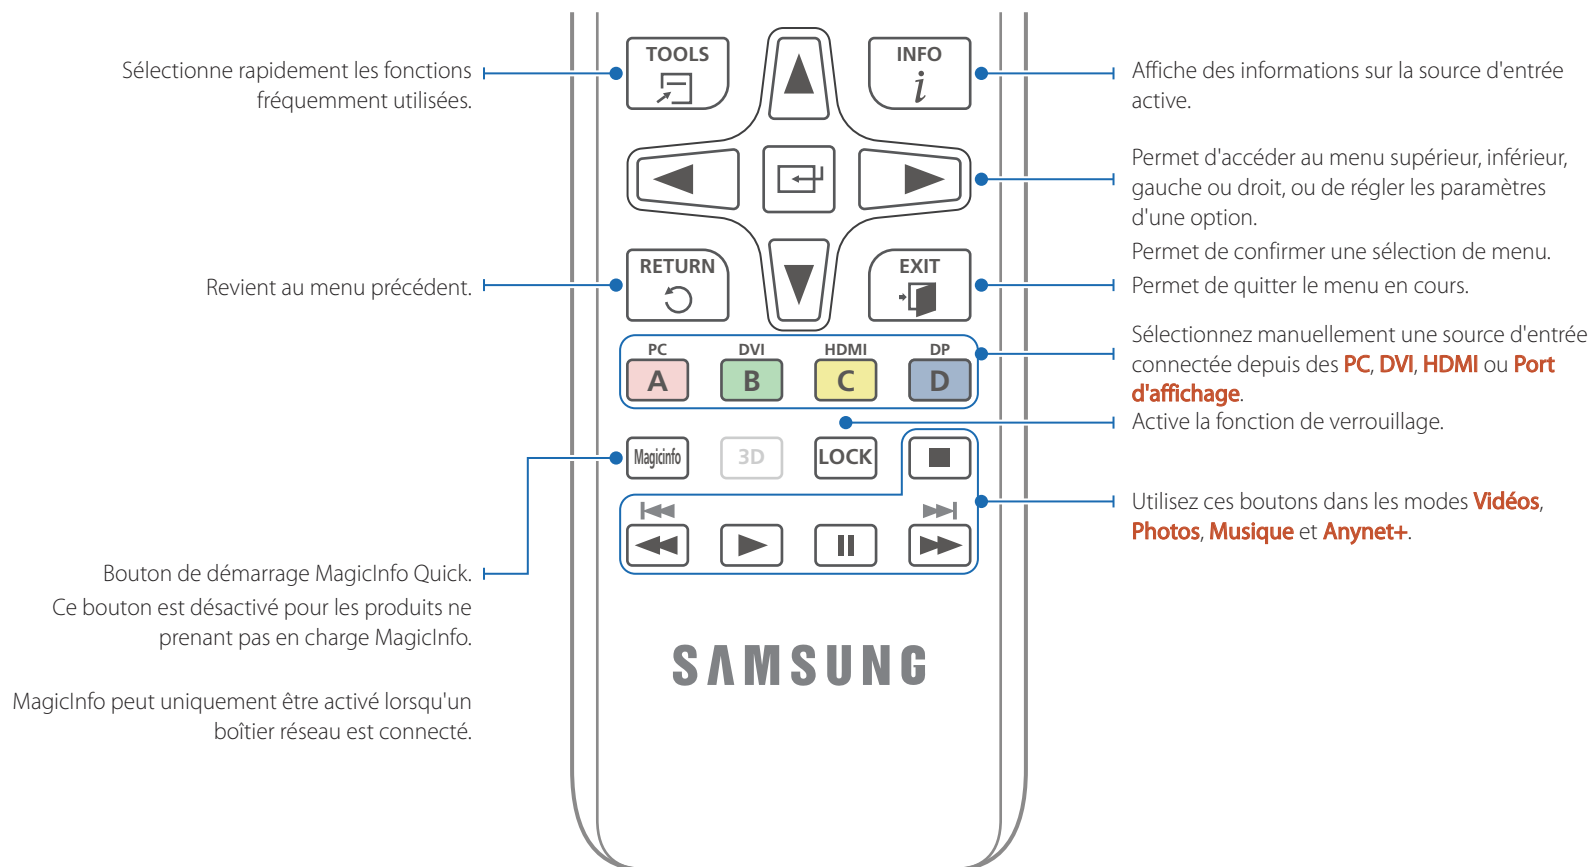 TOOLS
INFO
i
Sélectionne rapidement les fonctions
fréquemment utilisées.
Affiche des informations sur la source d'entrée
active.
Permet d'accéder au menu supérieur, inférieur,
gauche ou droit, ou de régler les paramètres
d'une option.
Permet de confirmer une sélection de menu.
RETURN
EXIT
Revient au menu précédent.
Permet de quitter le menu en cours.
PC
DVI
HDMI
DP
A
B
C
D
Sélectionnez manuellement une source d'entrée
connectée depuis des PC, DVI, HDMI ou Port
d'affichage.
Active la fonction de verrouillage.
Magicinfo
3D
LOCK
Utilisez ces boutons dans les modes Vidéos,
Photos, Musique et Anynet+.
Bouton de démarrage MagicInfo Quick.
Ce bouton est désactivé pour les produits ne
prenant pas en charge MagicInfo.
MagicInfo peut uniquement être activé lorsqu'un
boîtier réseau est connecté.
SAMSUNG